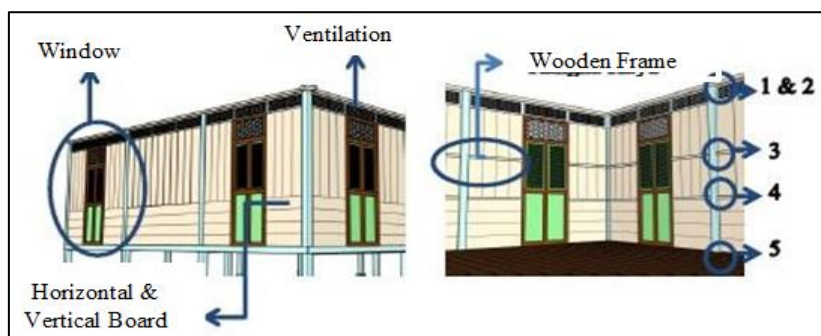 Window
Ventilation
Horizontal &
Vertical Board
Wooden Frame
1 & 2
3
4
5